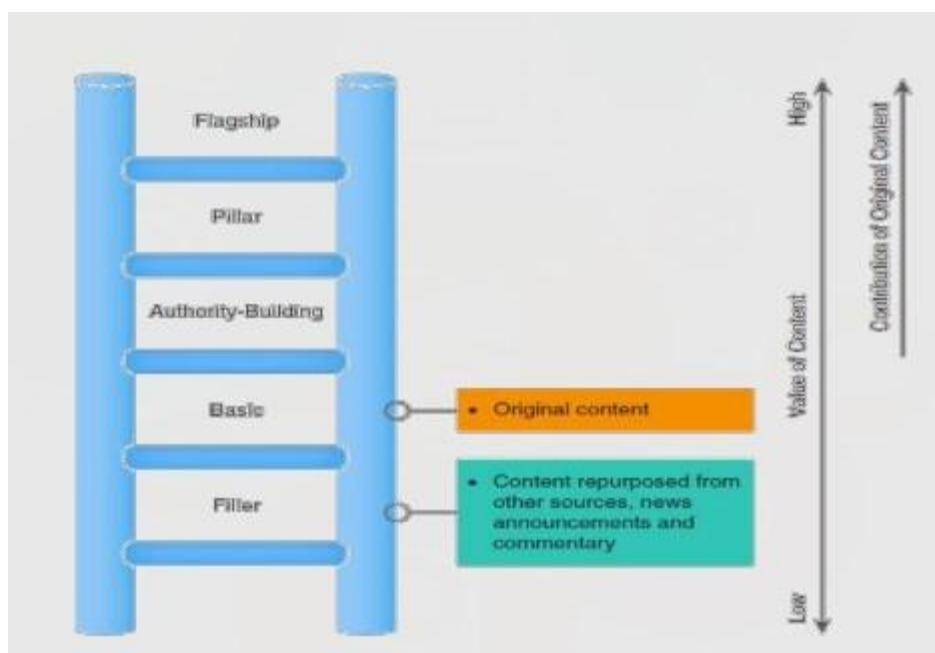 Flagship
Pillar
Authority-Building
Basic
Filler
• Original content
• Content repurposed from
other sources, news
announcements and
commentary
High
Value of Content
Low
Contribution of Original Content